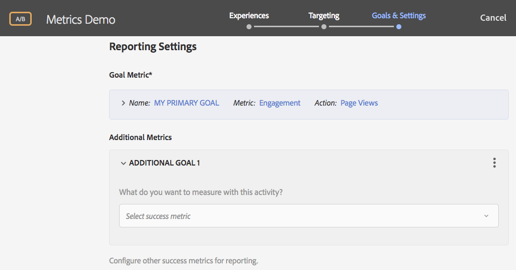 A/B Metrics Demo Experiences Targeting Goals & Settings Cancel
Reporting Settings
Goal Metric*
Name: MY PRIMARY GOAL Metric: Engagement Action: Page Views
Additional Metrics
ADDITIONAL GOAL 1
What do you want to measure with this activity?
Select success metric
Configure other success metrics for reporting.